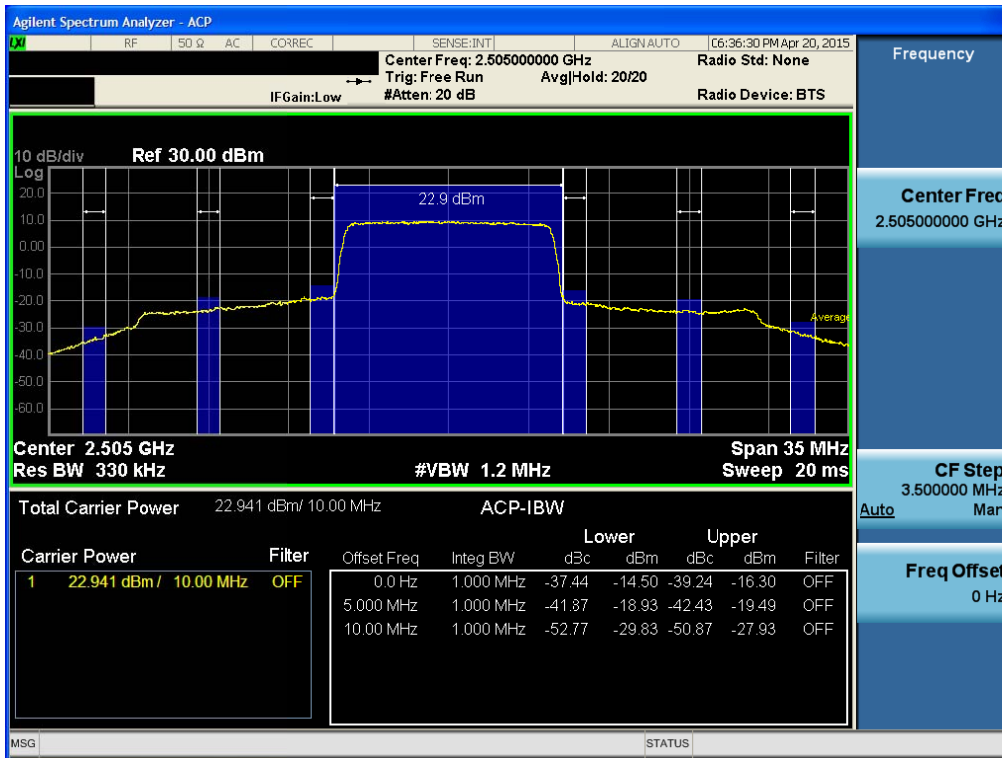 Agilent Spectrum Analyzer - ACP
LXI RF 50 Ω AC CORREC SENSE:INT ALIGN AUTO 06:36:30 PM Apr 20, 2015
Center Freq: 2.505000000 GHz Radio Std: None
Trig: Free Run Avg|Hold: 20/20
IFGain:Low #Atten: 20 dB Radio Device: BTS
10 dB/div Ref 30.00 dBm
Log
20.0
10.0
0.00
-10.0
-20.0
-30.0
-40.0
-50.0
-60.0
22.9 dBm
Average
Center 2.505 GHz Span 35 MHz
Res BW 330 kHz #VBW 1.2 MHz Sweep 20 ms
Total Carrier Power 22.941 dBm/ 10.00 MHz ACP-IBW
Lower Upper
Carrier Power Filter Offset Freq Integ BW dBc dBm dBc dBm Filter
1 22.941 dBm / 10.00 MHz OFF 0.0 Hz 1.000 MHz -37.44 -14.50 -39.24 -16.30 OFF
5.000 MHz 1.000 MHz -41.87 -18.93 -42.43 -19.49 OFF
10.00 MHz 1.000 MHz -52.77 -29.83 -50.87 -27.93 OFF
MSG STATUS
Frequency
Center Freq
2.505000000 GHz
CF Step
3.500000 MHz
Auto Man
Freq Offset
0 Hz